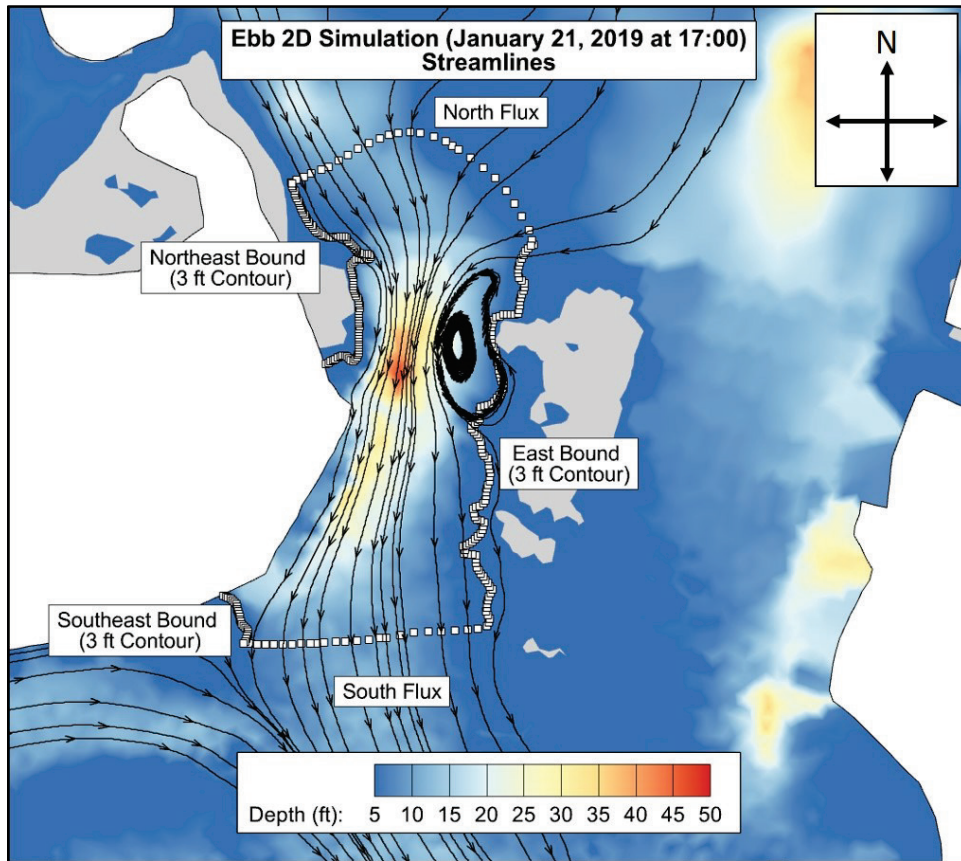 Ebb 2D Simulation (January 21, 2019 at 17:00)
Streamlines
N
North Flux
Northeast Bound
(3 ft Contour)
East Bound
(3 ft Contour)
Southeast Bound
(3 ft Contour)
South Flux
Depth (ft): 5 10 15 20 25 30 35 40 45 50